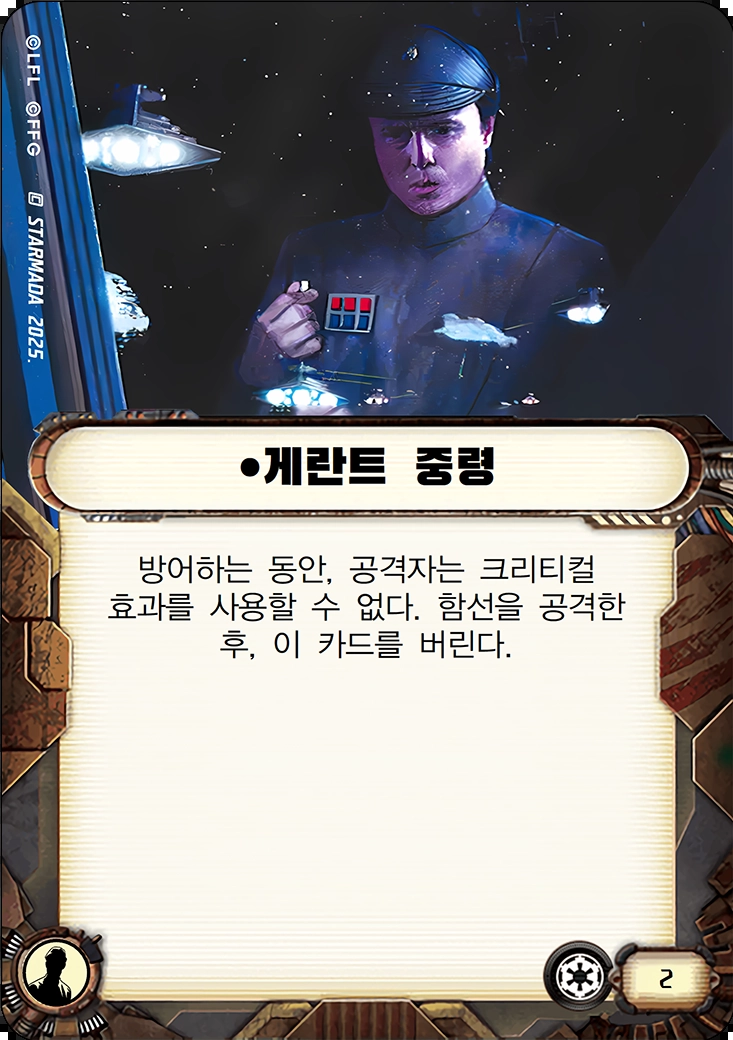 ©LFL ©FFG
STARMADA 2025.
•게란트 중령
방어하는 동안, 공격자는 크리티컬
효과를 사용할 수 없다. 함선을 공격한
후, 이 카드를 버린다.
2